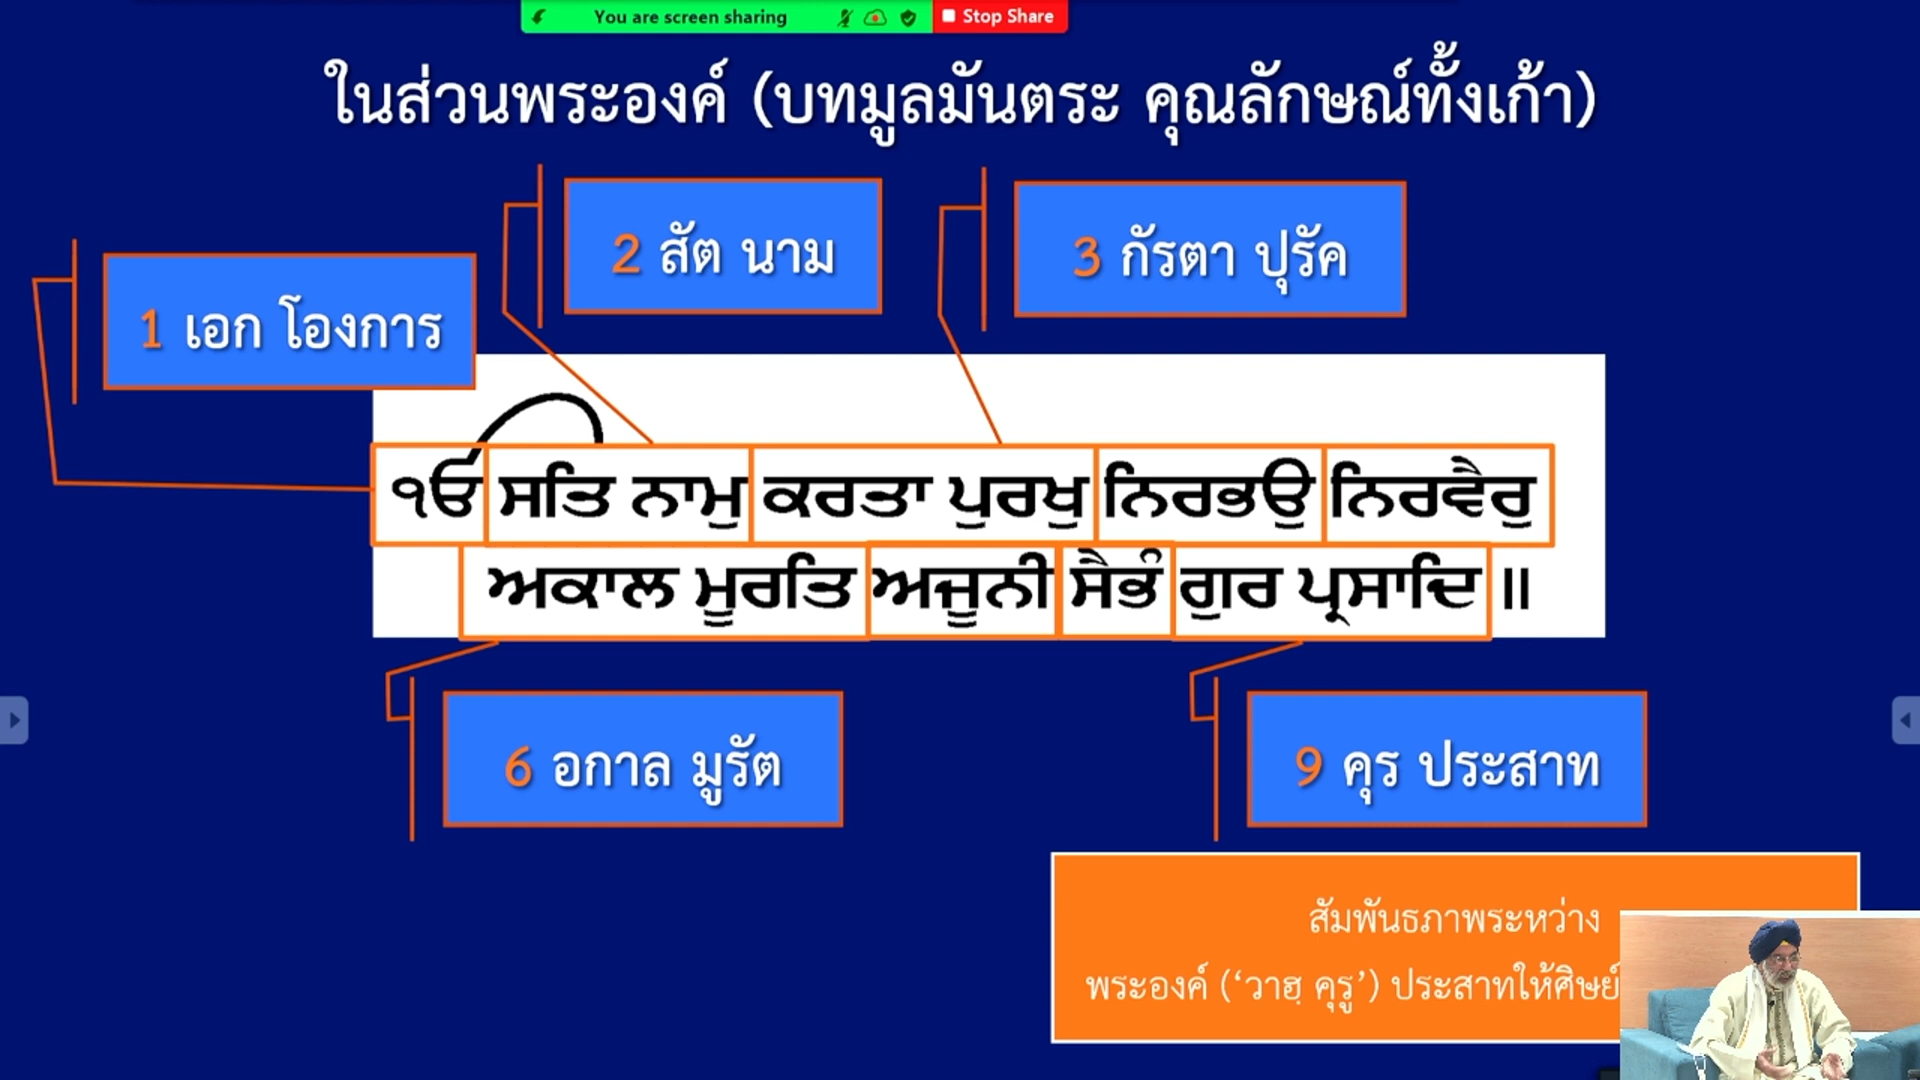 You are screen sharing
Stop Share
ในส่วนพระองค์ (บทมูลมันตระ คุณลักษณ์ทั้งเก้า)
2 สัต นาม
3 กัรตา ปุรัค
1 เอก โองการ
ੴ ਸਤਿ ਨਾਮੁ ਕਰਤਾ ਪੁਰਖੁ ਨਿਰਭਉ ਨਿਰਵੈਰੁ
ਅਕਾਲ ਮੂਰਤਿ ਅਜੂਨੀ ਸੈਭੰ ਗੁਰ ਪ੍ਰਸਾਦਿ ॥
6 อกาล มูรัต
9 คุร ประสาท
สัมพันธภาพระหว่าง
พระองค์ (‘วาฮฺ คุรู’) ประสาทให้ศิษย์